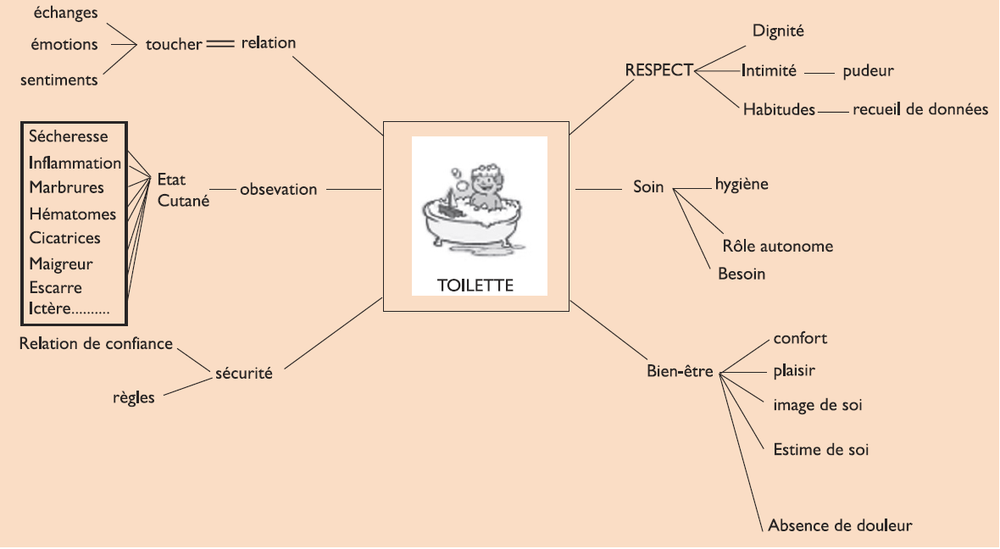 échanges
émotions
sentiments
toucher
relation
Sécheresse
Inflammation
Marbrures
Hématomes
Cicatrices
Maigreur
Escarre
Ictère..........
Etat
Cutané
obsevation
Relation de confiance
règles
sécurité
TOILETTE
RESPECT
Dignité
Intimité
pudeur
Habitudes
recueil de données
Soin
hygiène
Rôle autonome
Besoin
Bien-être
confort
plaisir
image de soi
Estime de soi
Absence de douleur